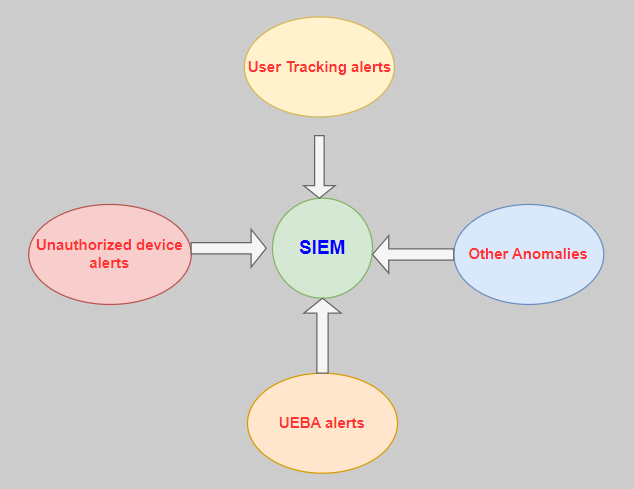 User Tracking alerts
Unauthorized device
alerts
SIEM
Other Anomalies
UEBA alerts